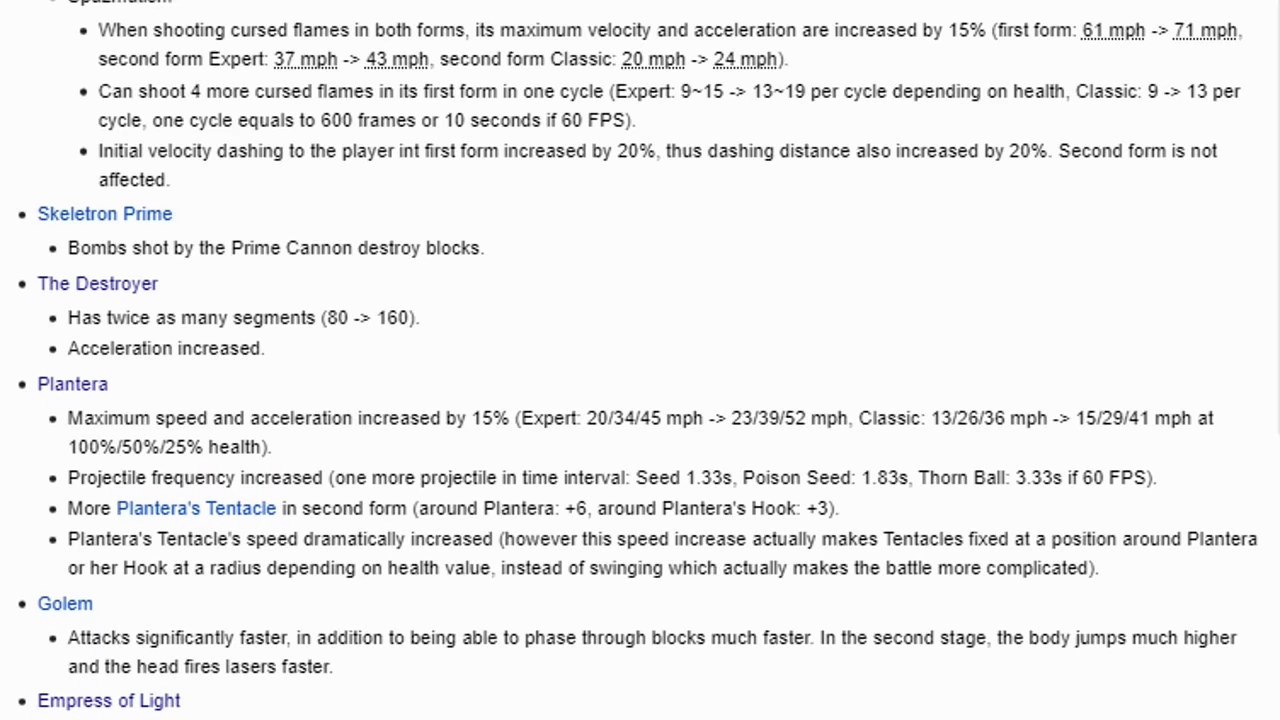 When shooting cursed flames in both forms, its maximum velocity and acceleration are increased by 15% (first form: 61 mph -> 71 mph,
second form Expert: 37 mph -> 43 mph, second form Classic: 20 mph -> 24 mph).
Can shoot 4 more cursed flames in its first form in one cycle (Expert: 9~15 -> 13~19 per cycle depending on health, Classic: 9 -> 13 per
cycle, one cycle equals to 600 frames or 10 seconds if 60 FPS).
Initial velocity dashing to the player int first form increased by 20%, thus dashing distance also increased by 20%. Second form is not
affected.
Skeletron Prime
Bombs shot by the Prime Cannon destroy blocks.
The Destroyer
Has twice as many segments (80 -> 160).
Acceleration increased.
Plantera
Maximum speed and acceleration increased by 15% (Expert: 20/34/45 mph -> 23/39/52 mph, Classic: 13/26/36 mph -> 15/29/41 mph at
100%/50%/25% health).
Projectile frequency increased (one more projectile in time interval: Seed 1.33s, Poison Seed: 1.83s, Thorn Ball: 3.33s if 60 FPS).
More Plantera's Tentacle in second form (around Plantera: +6, around Plantera's Hook: +3).
Plantera's Tentacle's speed dramatically increased (however this speed increase actually makes Tentacles fixed at a position around Plantera
or her Hook at a radius depending on health value, instead of swinging which actually makes the battle more complicated).
Golem
Attacks significantly faster, in addition to being able to phase through blocks much faster. In the second stage, the body jumps much higher
and the head fires lasers faster.
Empress of Light